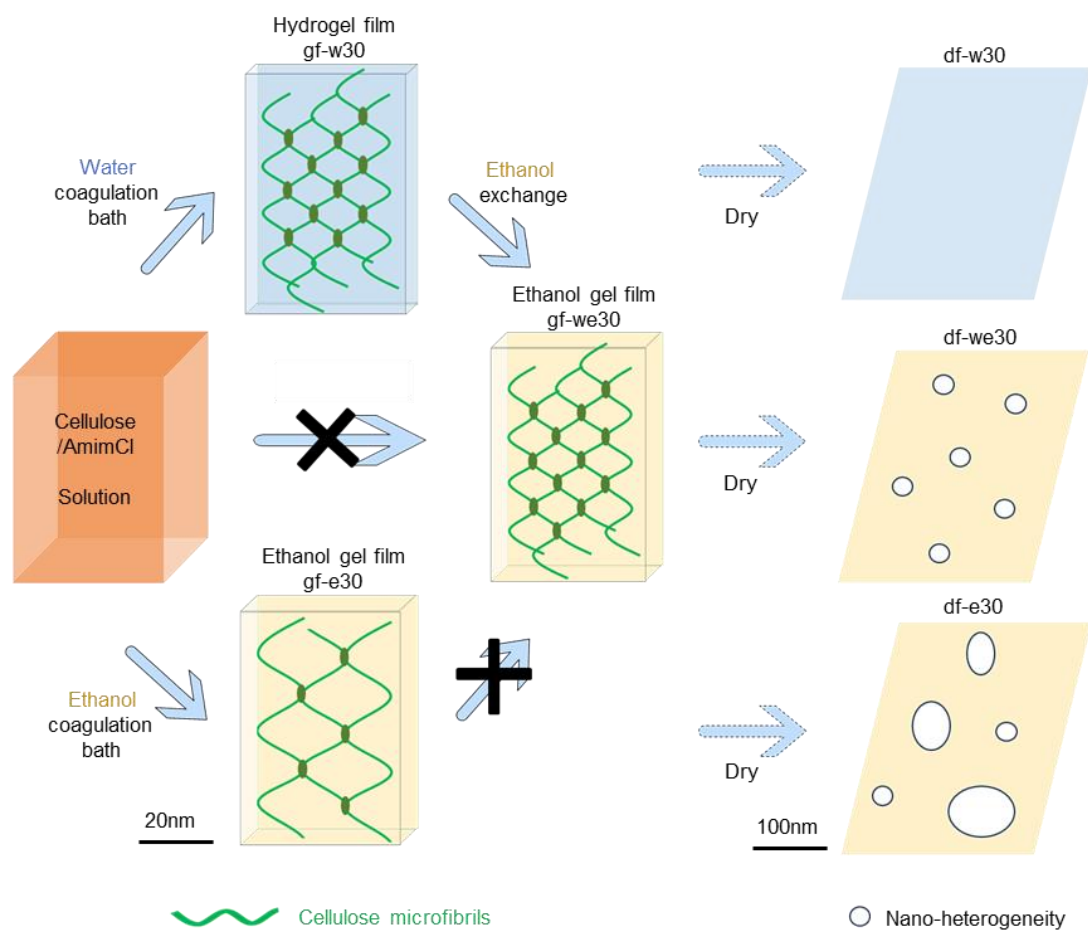 Hydrogel film
gf-w30
df-w30
Water
coagulation
bath
Ethanol
exchange
Dry
Ethanol gel film
gf-we30
df-we30
Cellulose
/AmimCl
Solution
Dry
Ethanol gel film
gf-e30
df-e30
Ethanol
coagulation
bath
Dry
20nm
100nm
Cellulose microfibrils
Nano-heterogeneity